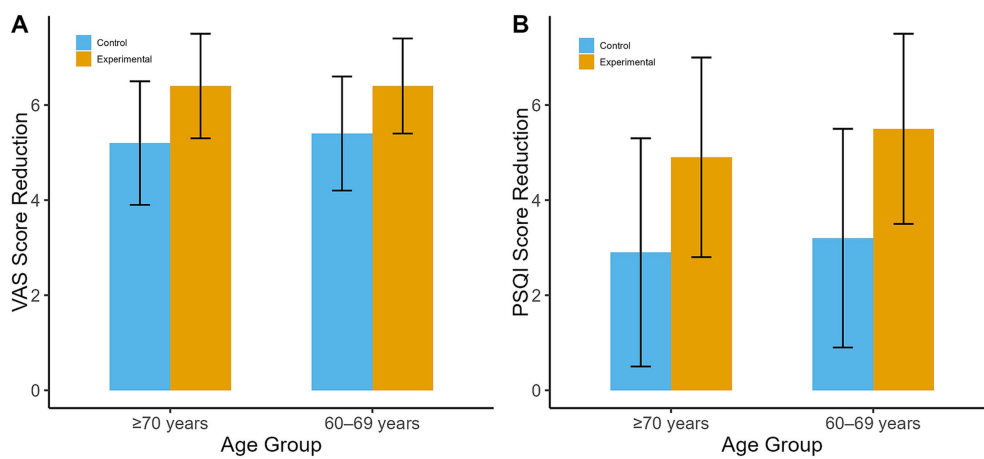 A
Control
Experimental
VAS Score Reduction
6
4
2
0
≥70 years
60–69 years
Age Group
B
Control
Experimental
PSQI Score Reduction
6
4
2
0
≥70 years
60–69 years
Age Group